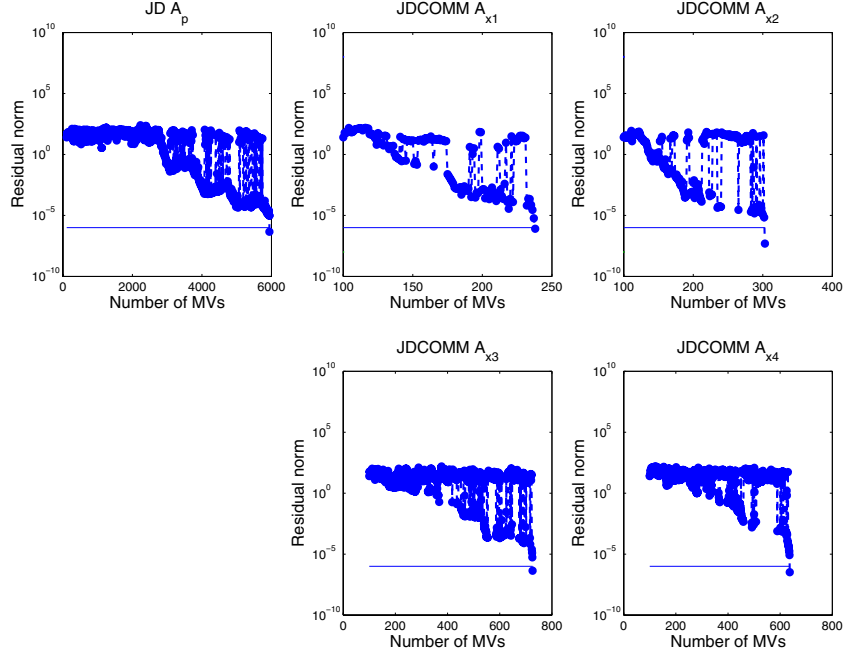 JD A_p
10^10
10^5
10^0
10^-5
10^-10
Residual norm
0 2000 4000 6000
Number of MVs
JDCOMM A_x1
10^10
10^5
10^0
10^-5
10^-10
Residual norm
100 150 200 250
Number of MVs
JDCOMM A_x2
10^10
10^5
10^0
10^-5
10^-10
Residual norm
100 200 300 400
Number of MVs
JDCOMM A_x3
10^10
10^5
10^0
10^-5
10^-10
Residual norm
0 200 400 600 800
Number of MVs
JDCOMM A_x4
10^10
10^5
10^0
10^-5
10^-10
Residual norm
0 200 400 600 800
Number of MVs